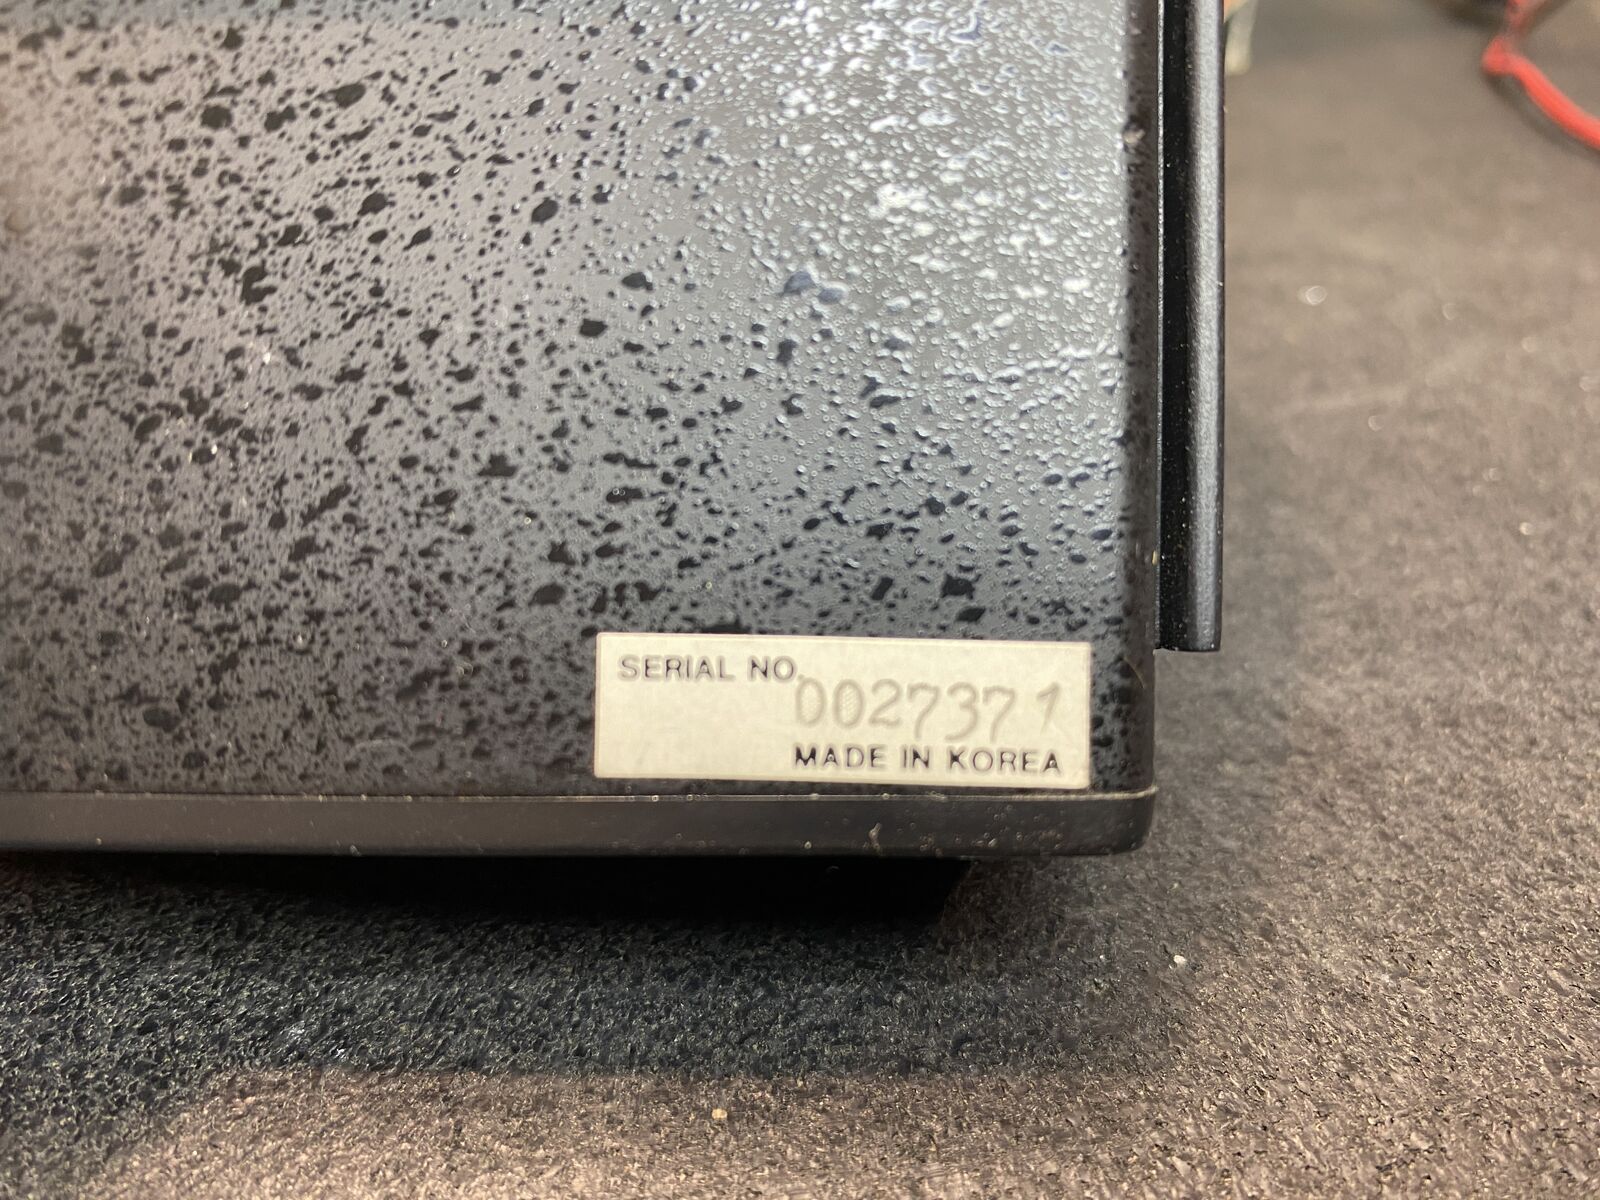 SERIAL NO.
0027371
MADE IN KOREA